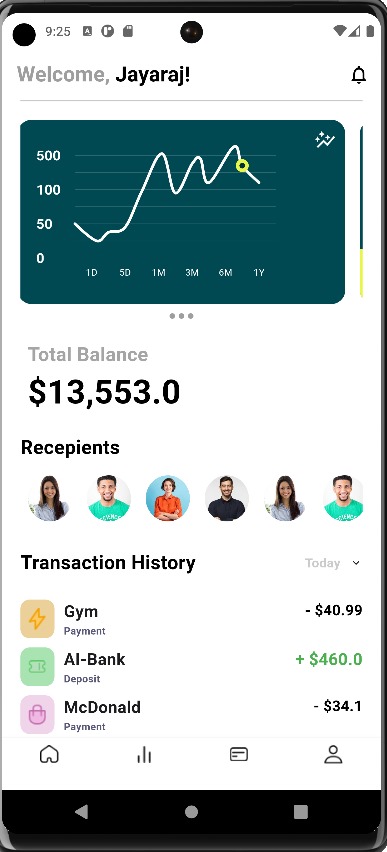 9:25
Welcome, Jayaraj!
500
100
50
0
1D 5D 1M 3M 6M 1Y
Total Balance
$13,553.0
Recepients
Transaction History Today
Gym - $40.99
Payment
AI-Bank + $460.0
Deposit
McDonald - $34.1
Payment